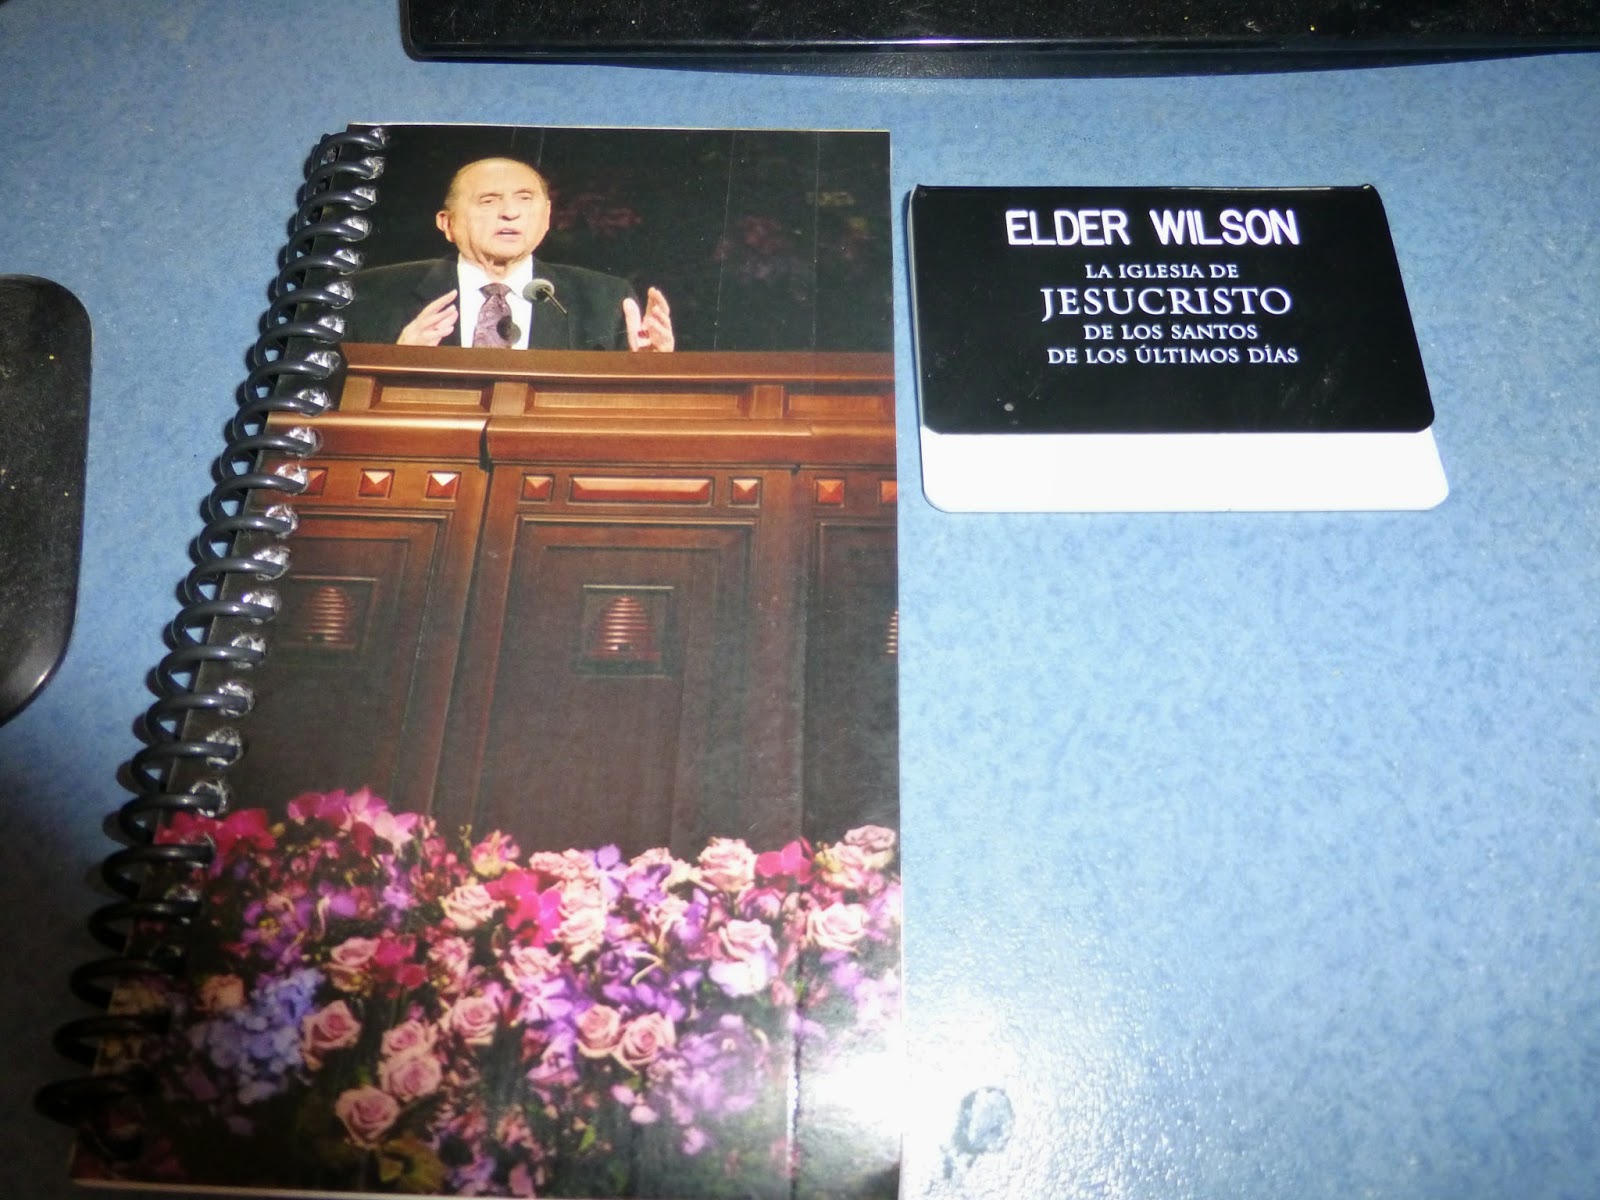 ELDER WILSON
LA IGLESIA DE
JESUCRISTO
DE LOS SANTOS
DE LOS ÚLTIMOS DÍAS